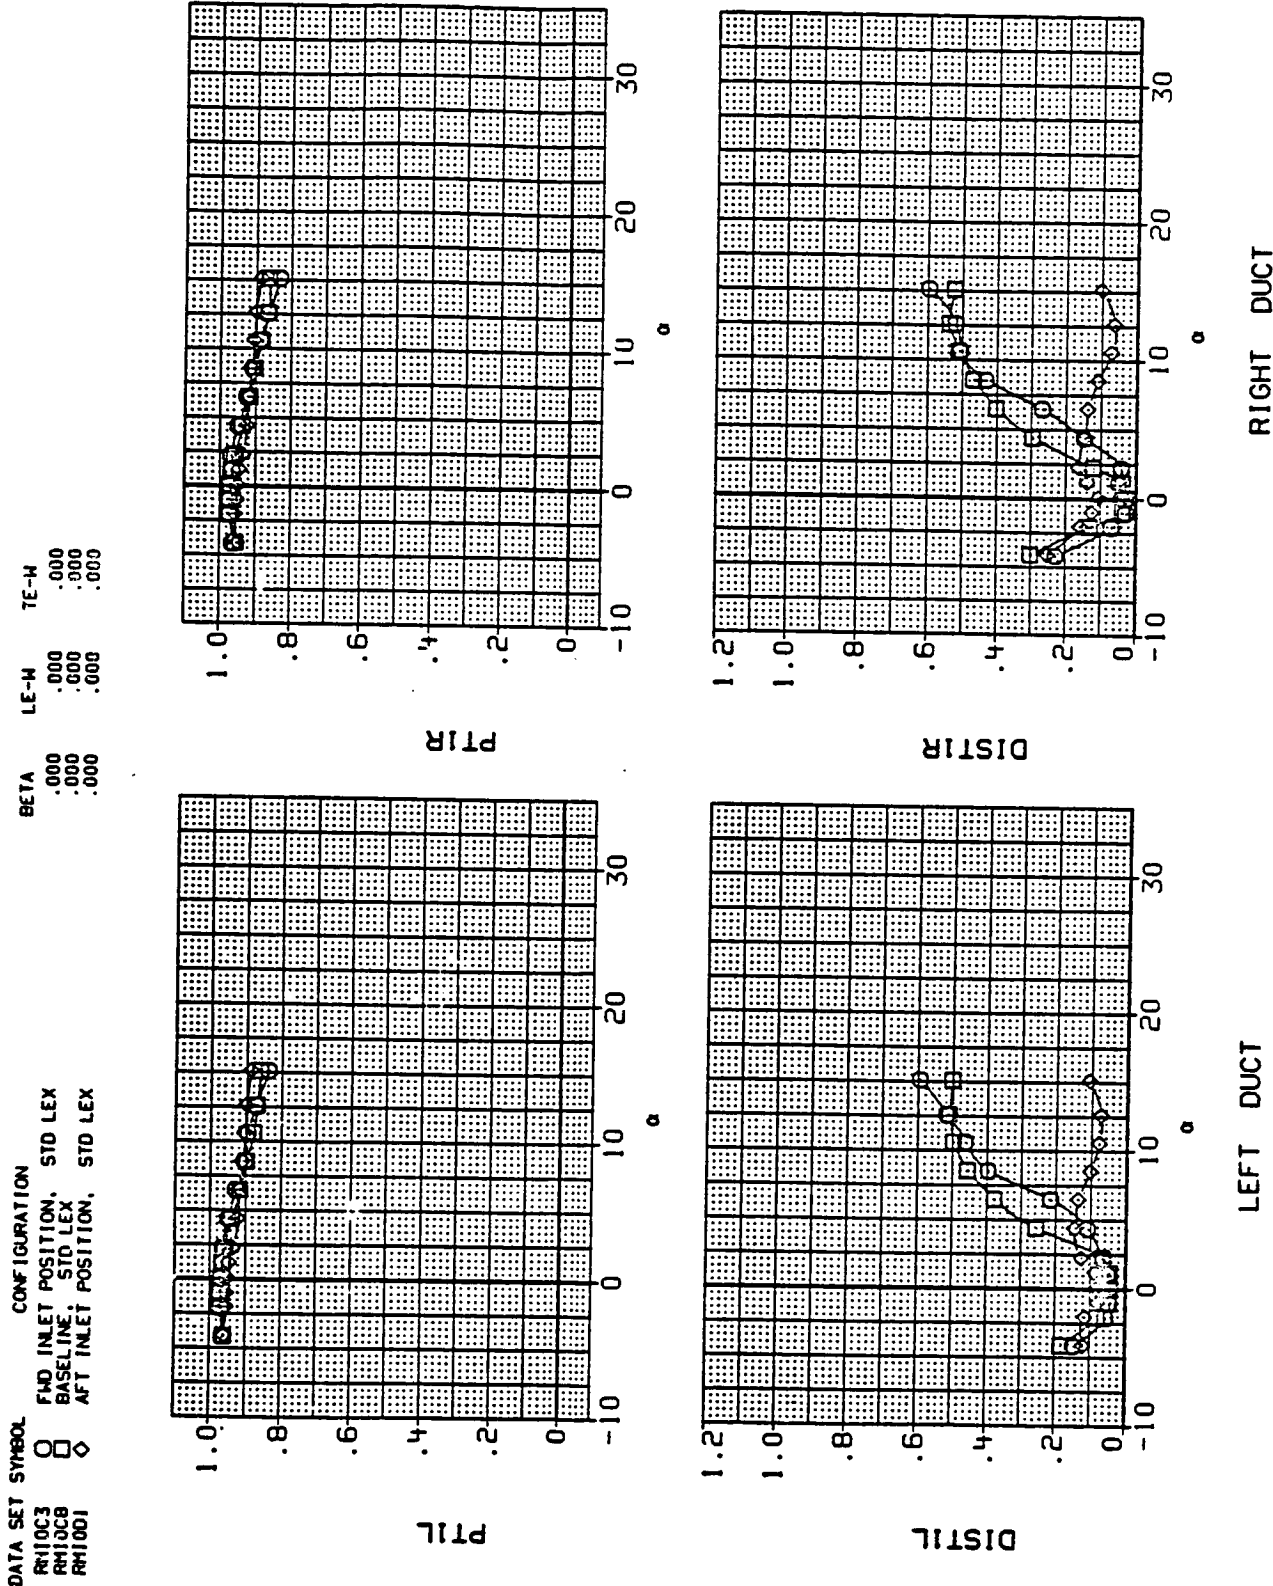 DATA SET SYMBOL CONFIGURATION BETA LE-W TE-W
RM10C3 FWD INLET POSITION, STD LEX .000 .000 .000
RM10C8 BASELINE, STD LEX .000 .000 .000
RM10D1 AFT INLET POSITION, STD LEX .000 .000 .000
PT1L
1.0
.8
.6
.4
.2
0
-10 0 10 20 30
α
PT1R
1.0
.8
.6
.4
.2
0
-10 0 10 20 30
α
DIST1L
1.2
1.0
.8
.6
.4
.2
0
-10 0 10 20 30
α
DIST1R
1.2
1.0
.8
.6
.4
.2
0
-10 0 10 20 30
α
LEFT DUCT
RIGHT DUCT